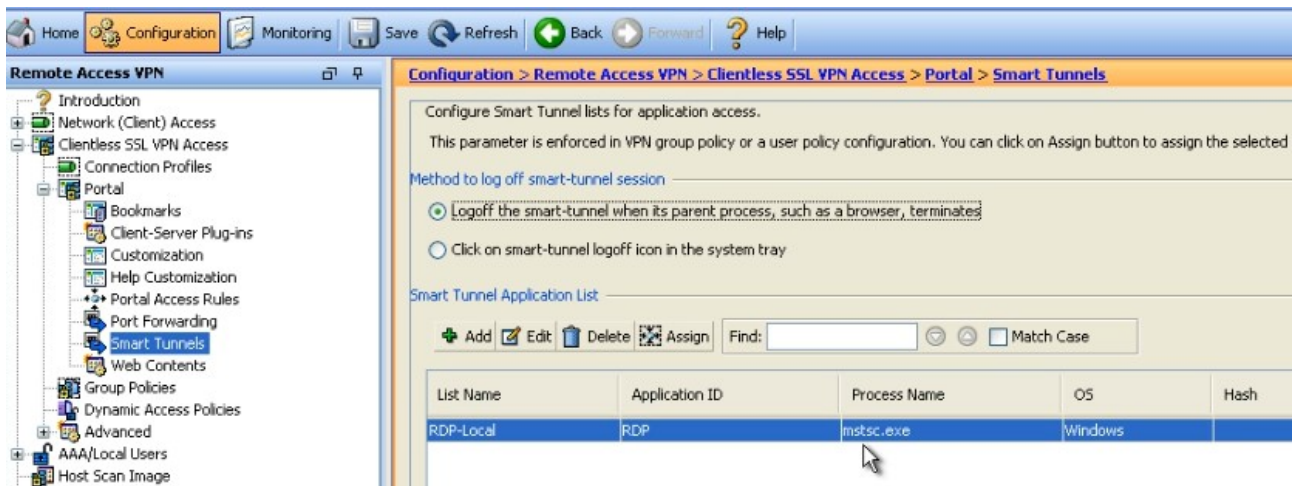 Home Configuration Monitoring Save Refresh Back Forward Help
Remote Access VPN
Introduction
Network (Client) Access
Clientless SSL VPN Access
Connection Profiles
Portal
Bookmarks
Client-Server Plug-ins
Customization
Help Customization
Portal Access Rules
Port Forwarding
Smart Tunnels
Web Contents
Group Policies
Dynamic Access Policies
Advanced
AAA/Local Users
Host Scan Image
Configuration > Remote Access VPN > Clientless SSL VPN Access > Portal > Smart Tunnels
Configure Smart Tunnel lists for application access.
This parameter is enforced in VPN group policy or a user policy configuration. You can click on Assign button to assign the selected
Method to log off smart-tunnel session
Logoff the smart-tunnel when its parent process, such as a browser, terminates
Click on smart-tunnel logoff icon in the system tray
Smart Tunnel Application List
Add Edit Delete Assign Find: Match Case
List Name Application ID Process Name OS Hash
RDP-Local RDP mstsc.exe Windows